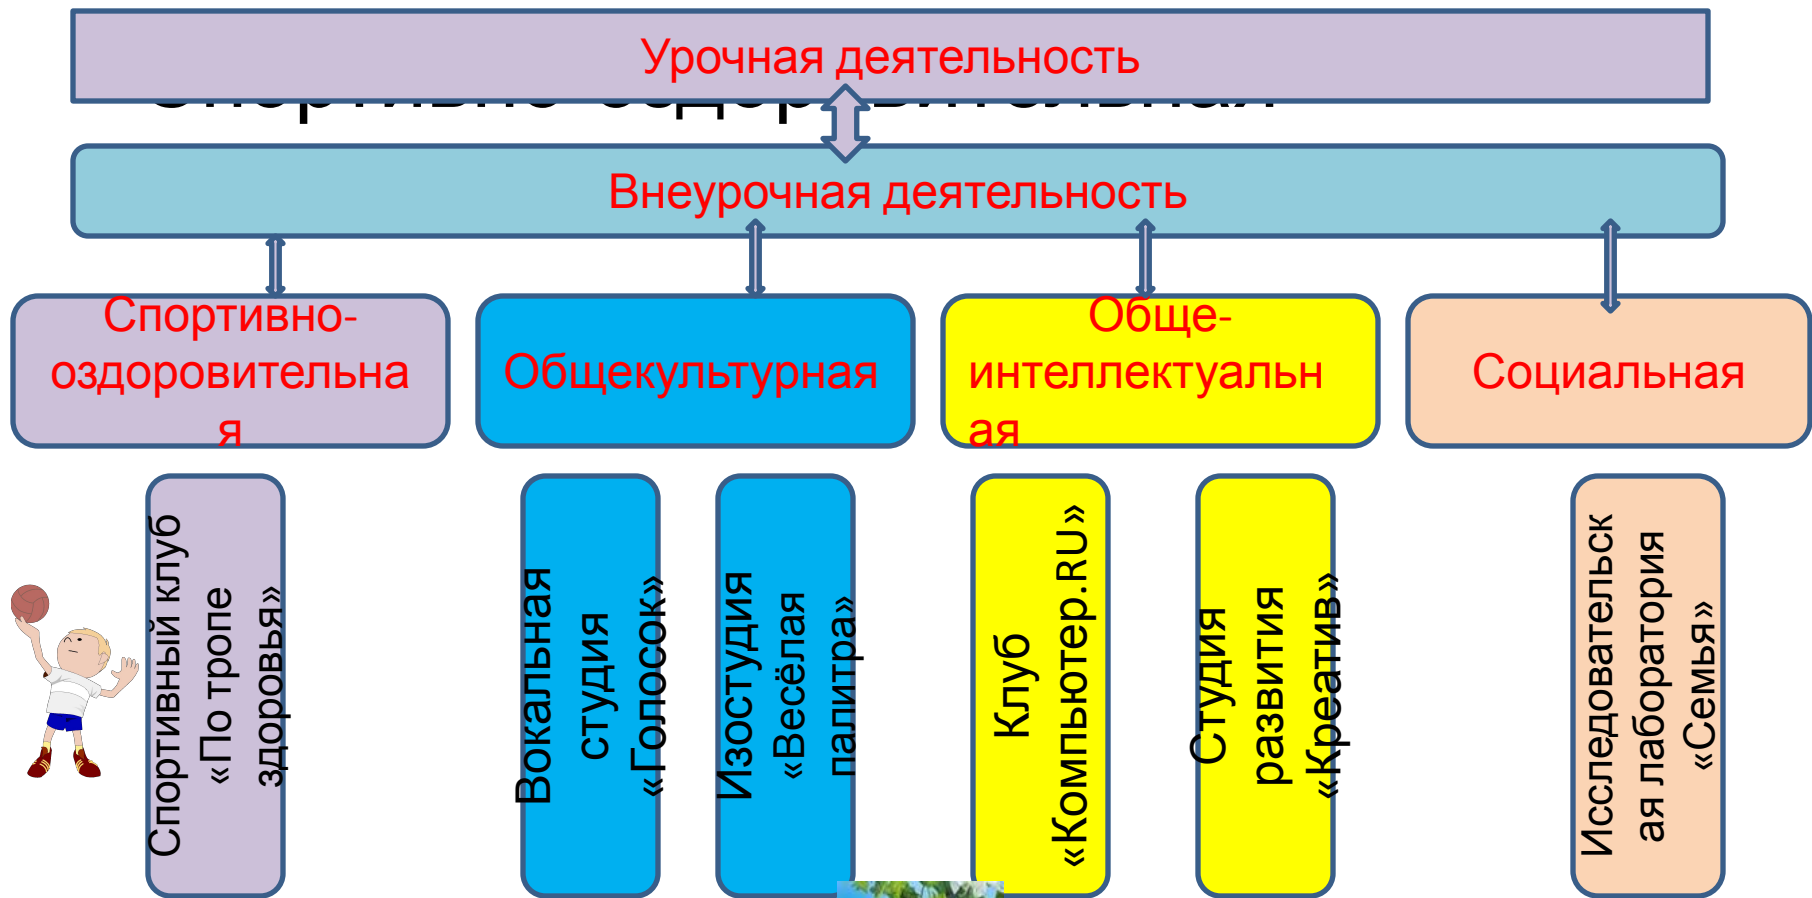 Урочная деятельность
Внеурочная деятельность
Спортивно-
оздоровительна
я
Общекультурная
Обще-
интеллектуальн
ая
Социальная
Спортивный клуб
«По тропе
здоровья»
Вокальная
студия
«Голосок»
Изостудия
«Весёлая
палитра»
Клуб
«Компьютер.RU»
Студия
развития
«Креатив»
Исследовательск
ая лаборатория
«Семья»